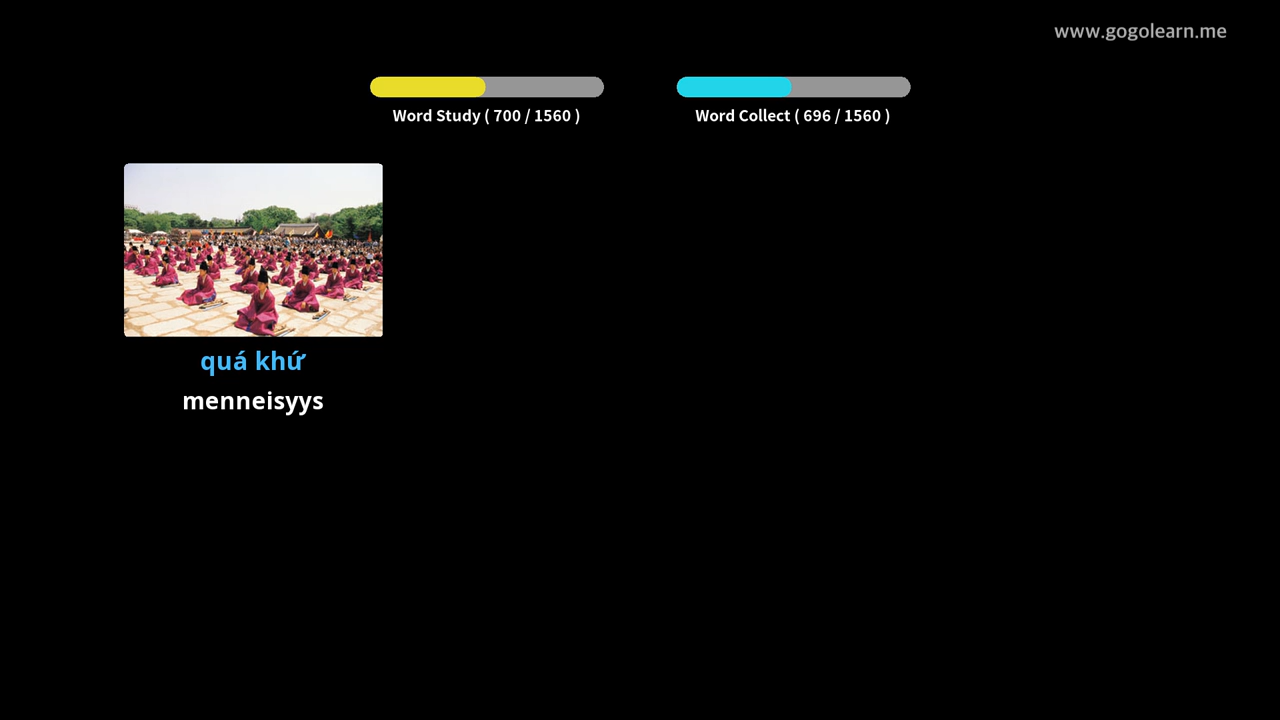 www.gogolearn.me
Word Study ( 700 / 1560 )
Word Collect ( 696 / 1560 )
quá khứ
menneisyys